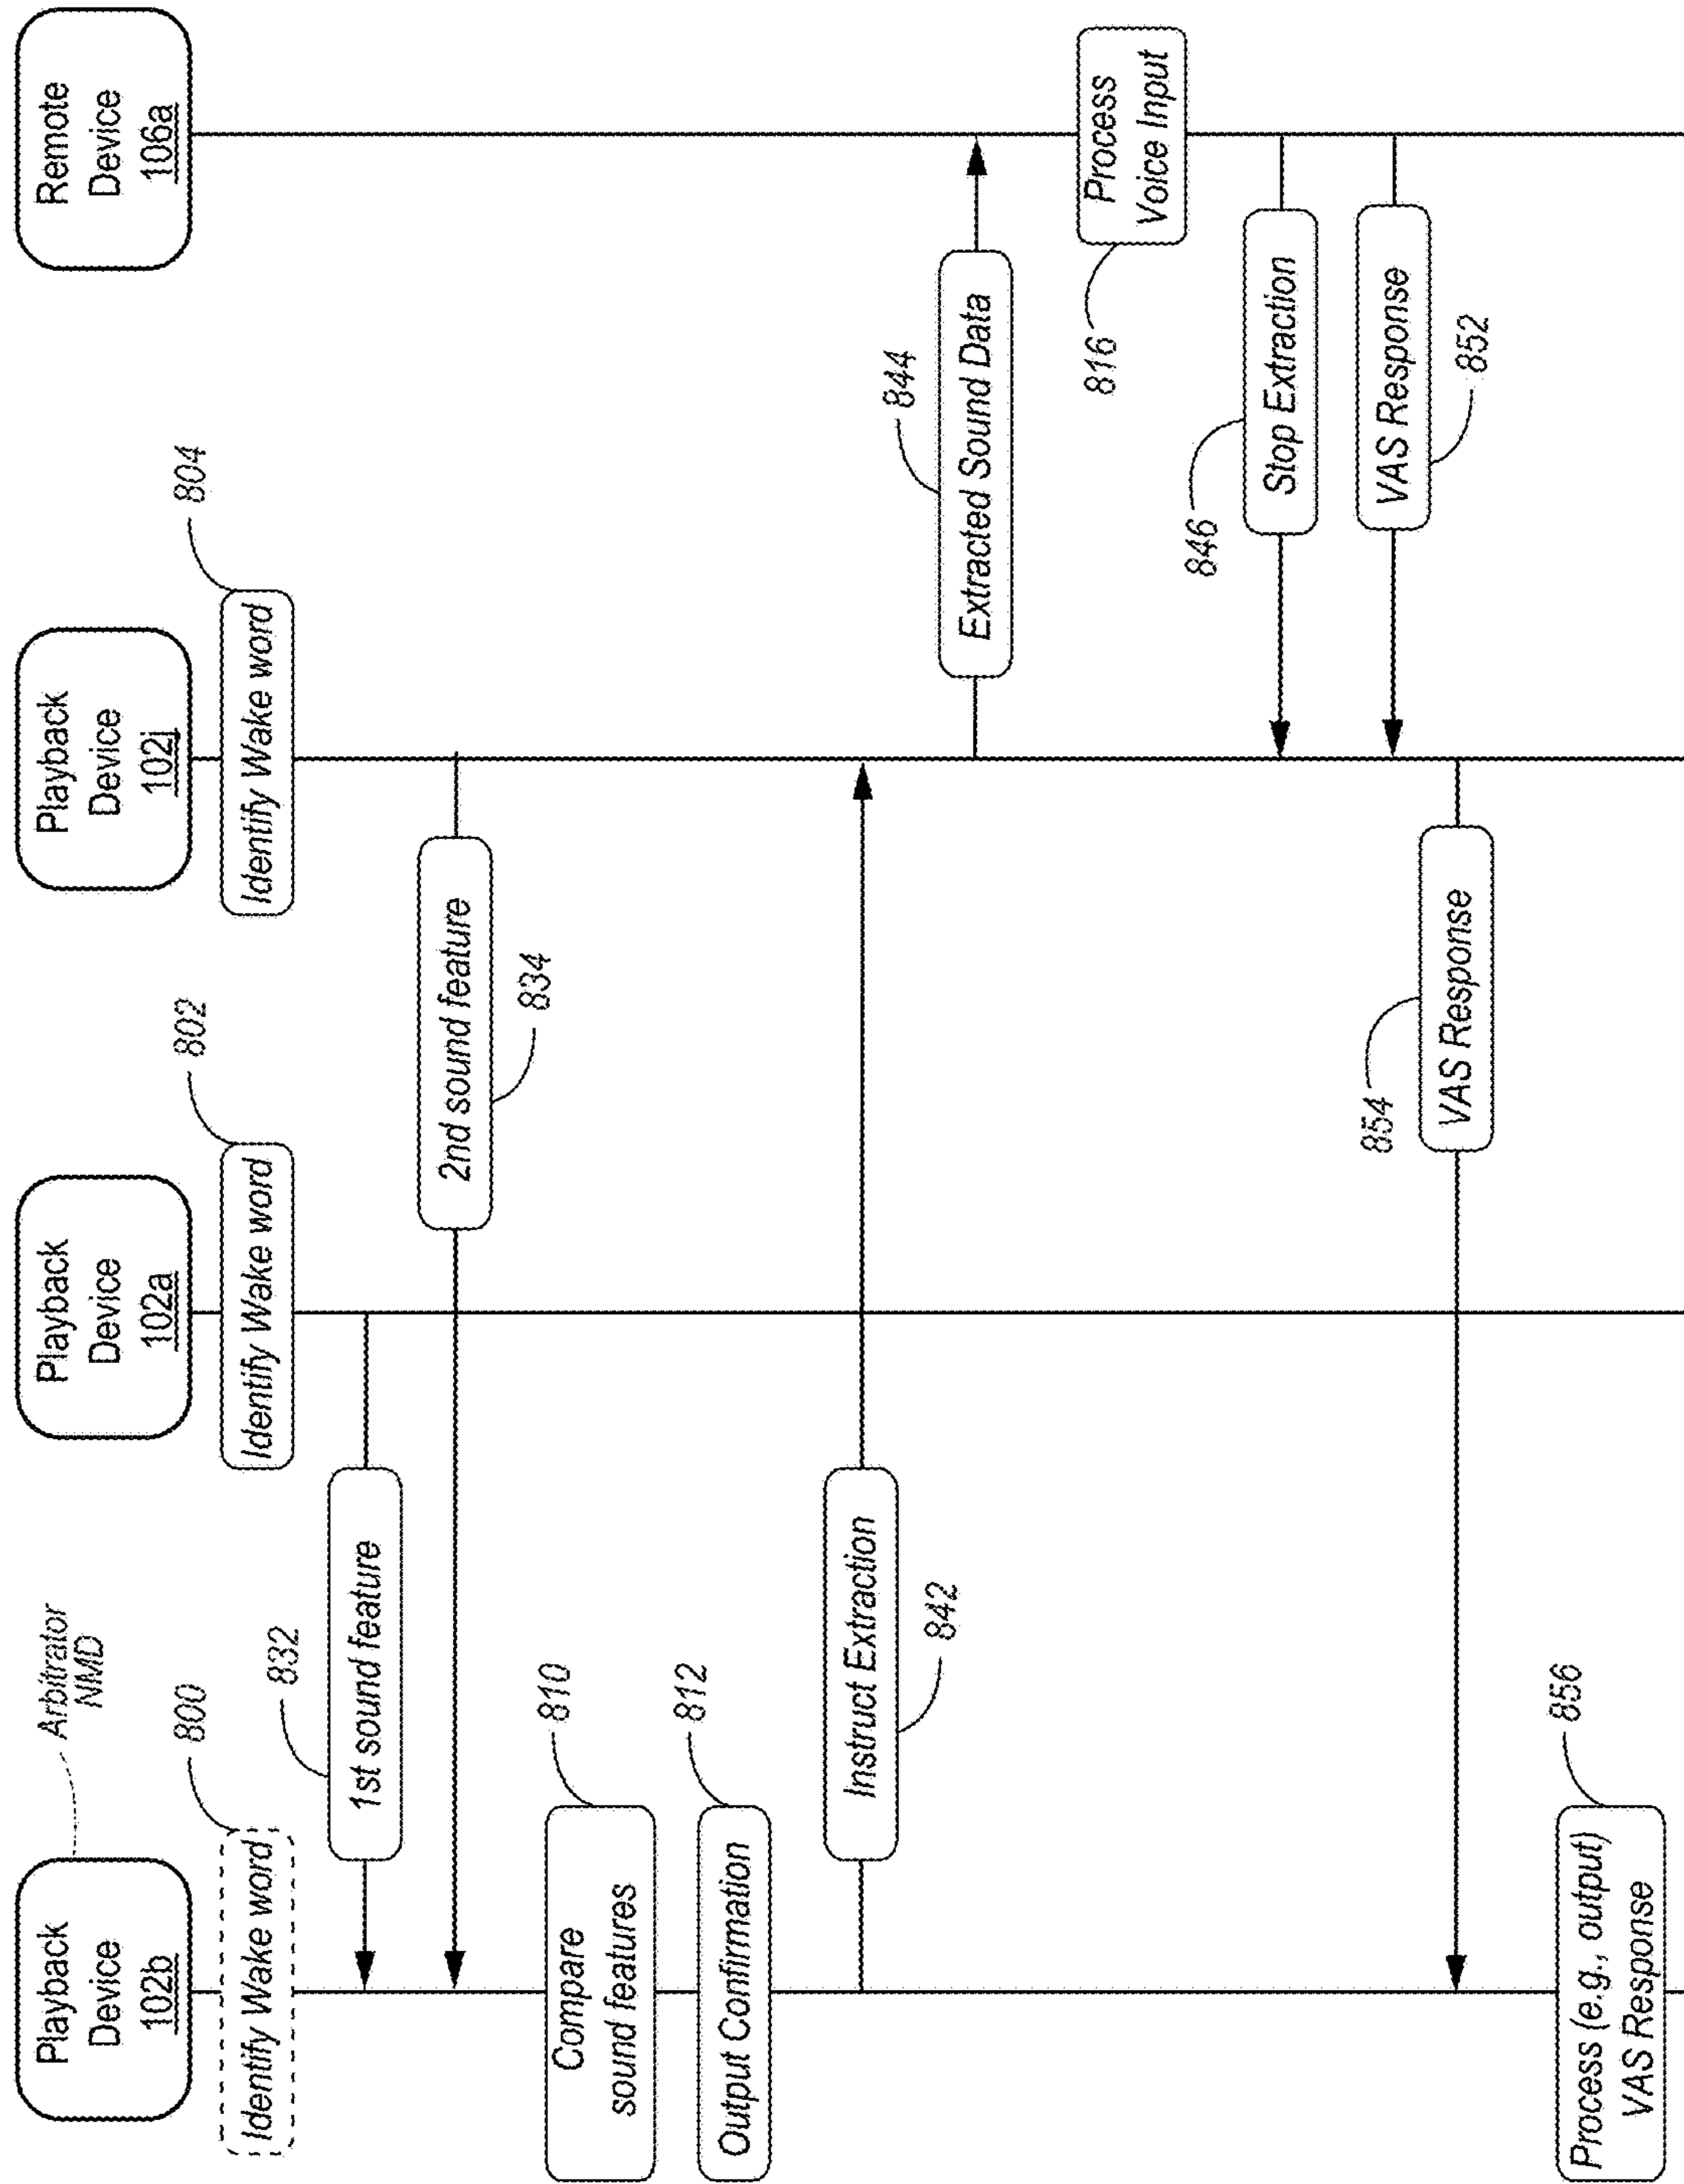 Playback
Device
102b
Arbitrator
NMD
Playback
Device
102a
Playback
Device
102j
Remote
Device
106a
Identify Wake word
800
Identify Wake word
802
Identify Wake word
804
1st sound feature
832
2nd sound feature
834
Compare
sound features
810
Output Confirmation
812
Instruct Extraction
842
Extracted Sound Data
844
Process
Voice Input
816
Stop Extraction
846
VAS Response
852
VAS Response
854
Process (e.g., output)
VAS Response
856